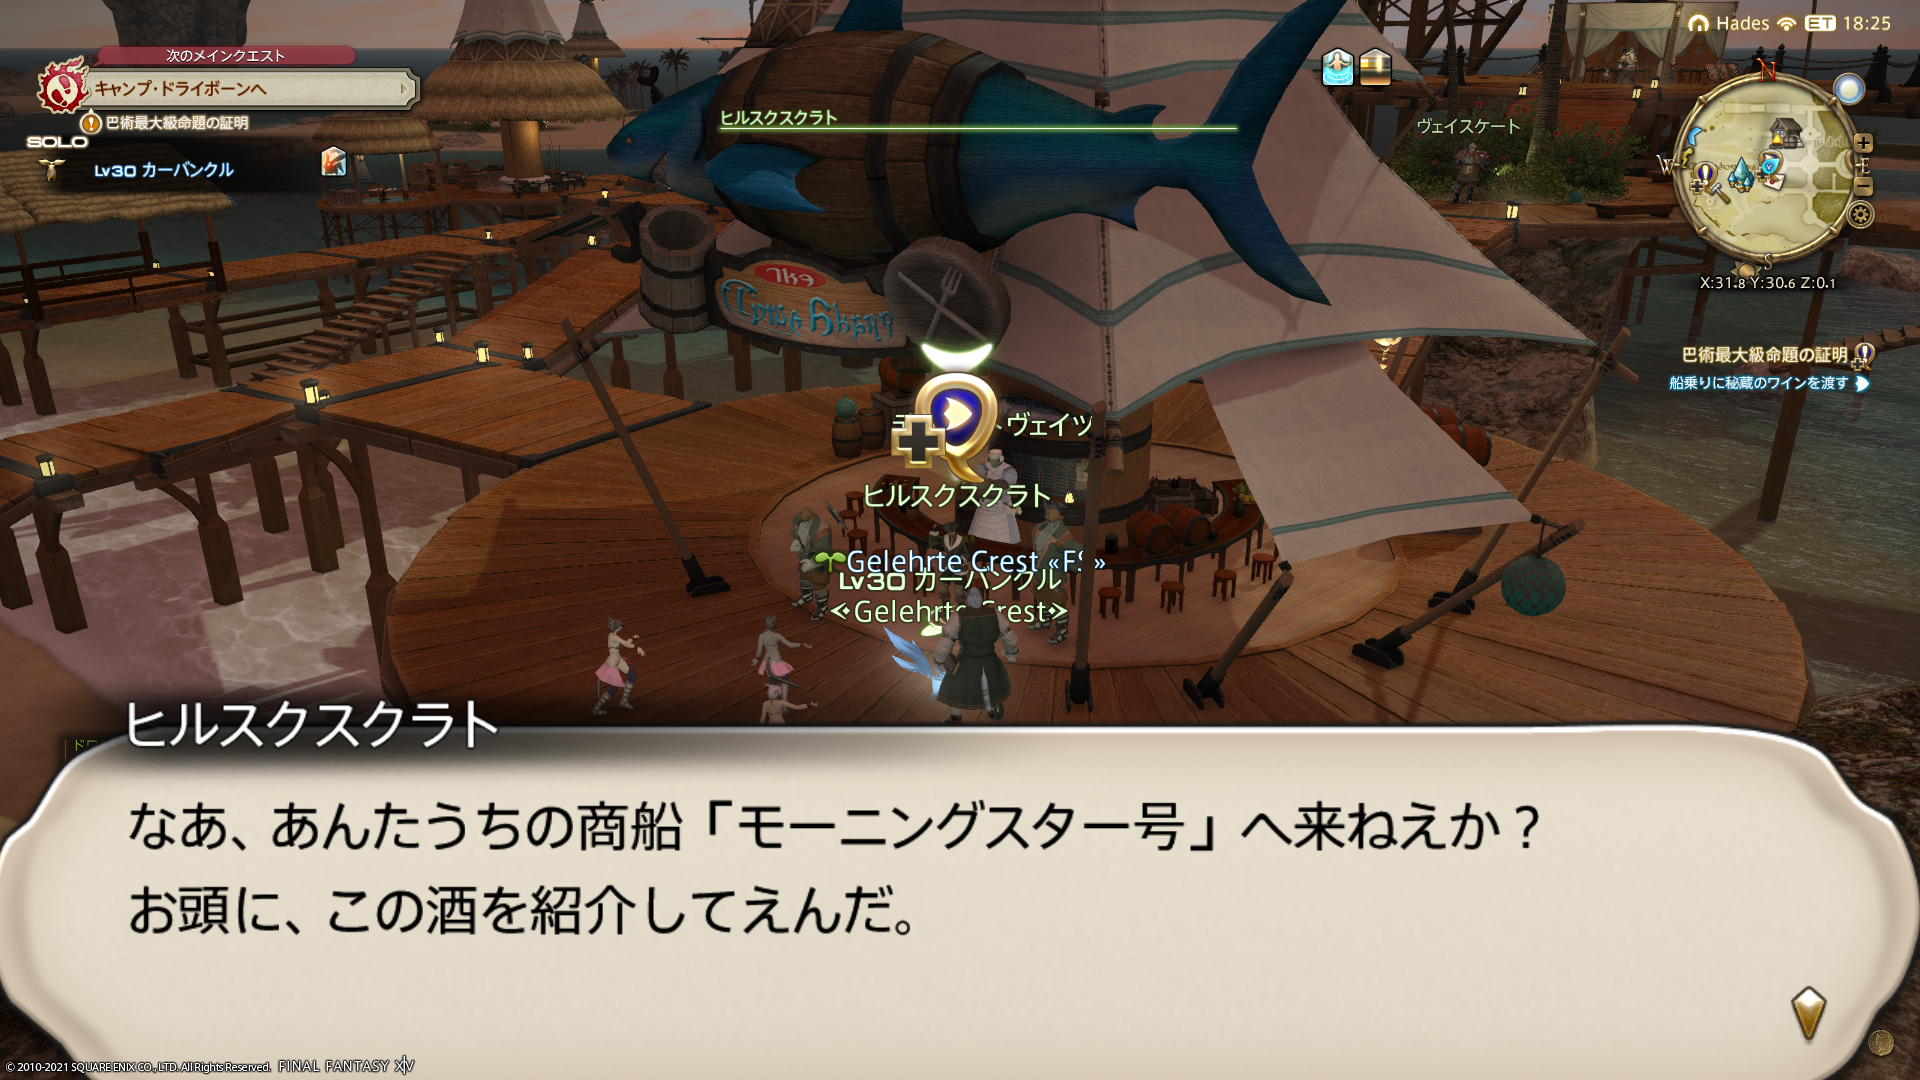 次のメインクエスト
キャンプ・ドライボーンへ
巴術最大級命題の証明
SOLO
Lv30 カーバンクル
ヒルスクスクラト
Hades ET 18:25
ヴェイスケート
N
W
E
S
X:31.8 Y:30.6 Z:0.1
巴術最大級命題の証明
船乗りに秘蔵のワインを渡す
The
ヴェイツ
ヒルスクスクラト
Gelehrte Crest «FS»
Lv30 カーバンクル
Gelehrte Crest
ヒルスクスクラト
なあ、あんたうちの商船「モーニングスター号」へ来ねえか？
お頭に、この酒を紹介してえんだ。
© 2010-2021 SQUARE ENIX CO., LTD. All Rights Reserved. FINAL FANTASY XIV